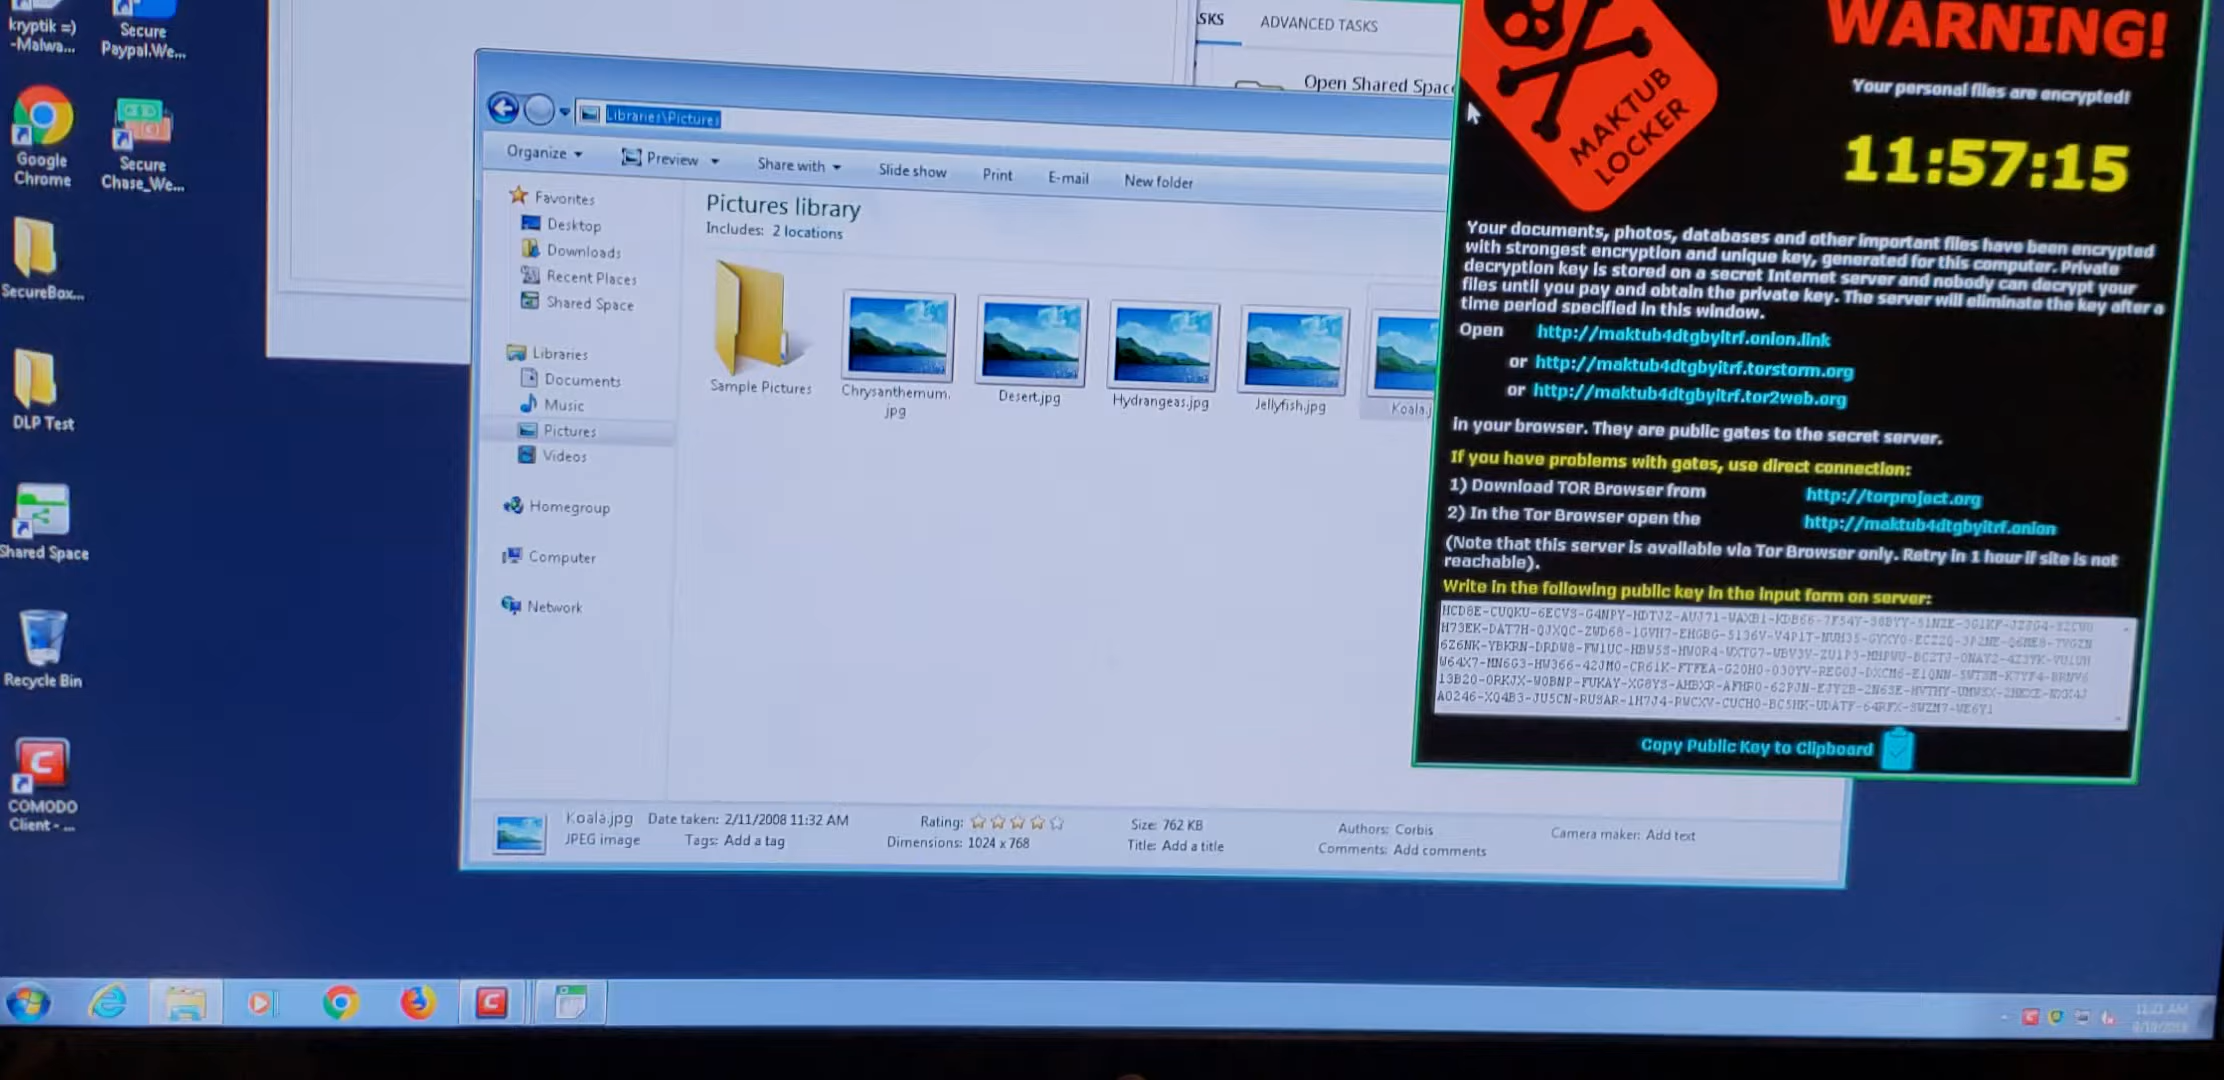 kryptik =)
-Malwa...
Secure
Paypal.We...
Google
Chrome
Secure
Chase_We...
SecureBox...
DLP Test
Shared Space
Recycle Bin
COMODO
Client - ...
SKS
ADVANCED TASKS
Open Shared Space
Libraries\Pictures
Organize
Preview
Share with
Slide show
Print
E-mail
New folder
Favorites
Desktop
Downloads
Recent Places
Shared Space
Libraries
Documents
Music
Pictures
Videos
Homegroup
Computer
Network
Pictures library
Includes: 2 locations
Sample Pictures
Chrysanthemum.
jpg
Desert.jpg
Hydrangeas.jpg
Jellyfish.jpg
Koala.j
Koala.jpg
JPEG image
Date taken: 2/11/2008 11:32 AM
Tags: Add a tag
Rating:
Dimensions: 1024 x 768
Size: 762 KB
Title: Add a title
Authors: Corbis
Comments: Add comments
Camera maker: Add text
MAKTUB
LOCKER
WARNING!
Your personal files are encrypted!
11:57:15
Your documents, photos, databases and other important files have been encrypted
with strongest encryption and unique key, generated for this computer. Private
decryption key is stored on a secret Internet server and nobody can decrypt your
files until you pay and obtain the private key. The server will eliminate the key after a
time period specified in this window.
Open http://maktub4dtgbyitrf.onion.link
or http://maktub4dtgbyitrf.torstorm.org
or http://maktub4dtgbyitrf.tor2web.org
in your browser. They are public gates to the secret server.
If you have problems with gates, use direct connection:
1) Download TOR Browser from http://torproject.org
2) In the Tor Browser open the http://maktub4dtgbyitrf.onion
(Note that this server is available via Tor Browser only. Retry in 1 hour if site is not
reachable).
Write in the following public key in the input form on server:
Copy Public Key to Clipboard
11:21 AM